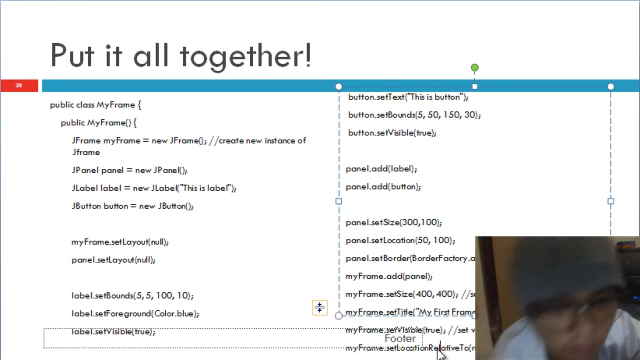 Put it all together!
28
public class MyFrame {
public MyFrame() {
JFrame myFrame = new JFrame(); //create new instance of
Jframe
JPanel panel = new JPanel();
JLabel label = new JLabel("This is label");
JButton button = new JButton();
myFrame.setLayout(null);
panel.setLayout(null);
label.setBounds(5, 5, 100, 10);
label.setForeground(Color.blue);
label.setVisible(true);
button.setText("This is button");
button.setBounds(5, 50, 150, 30);
button.setVisible(true);
panel.add(label);
panel.add(button);
panel.setSize(300,100);
panel.setLocation(50, 100);
panel.setBorder(BorderFactory.
myFrame.add(panel);
myFrame.setSize(400, 400);
myFrame.setTitle("My First
myFrame.setVisible(true);
myFrame.setLocationRelativeTo(
Footer